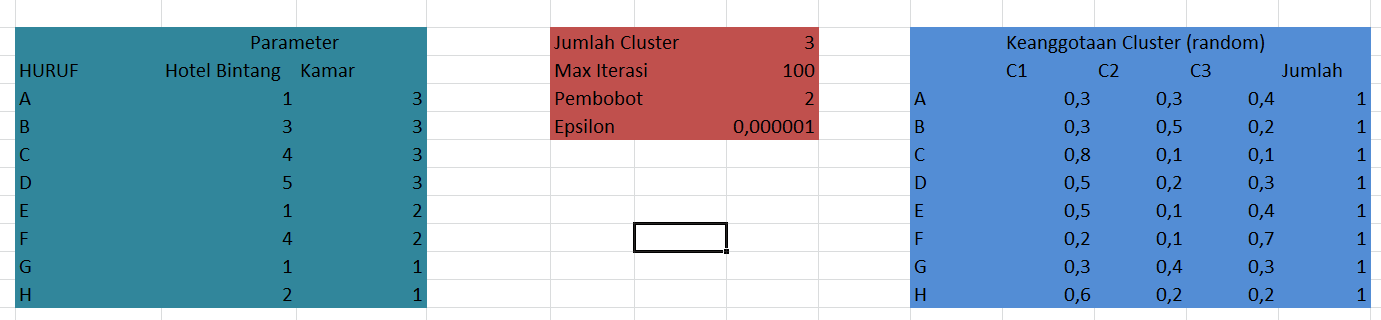 Parameter Jumlah Cluster 3 Keanggotaan Cluster (random)
HURUF Hotel Bintang Kamar Max Iterasi 100 C1 C2 C3 Jumlah
A 1 3 Pembobot 2 A 0,3 0,3 0,4 1
B 3 3 Epsilon 0,000001 B 0,3 0,5 0,2 1
C 4 3 C 0,8 0,1 0,1 1
D 5 3 D 0,5 0,2 0,3 1
E 1 2 E 0,5 0,1 0,4 1
F 4 2 F 0,2 0,1 0,7 1
G 1 1 G 0,3 0,4 0,3 1
H 2 1 H 0,6 0,2 0,2 1